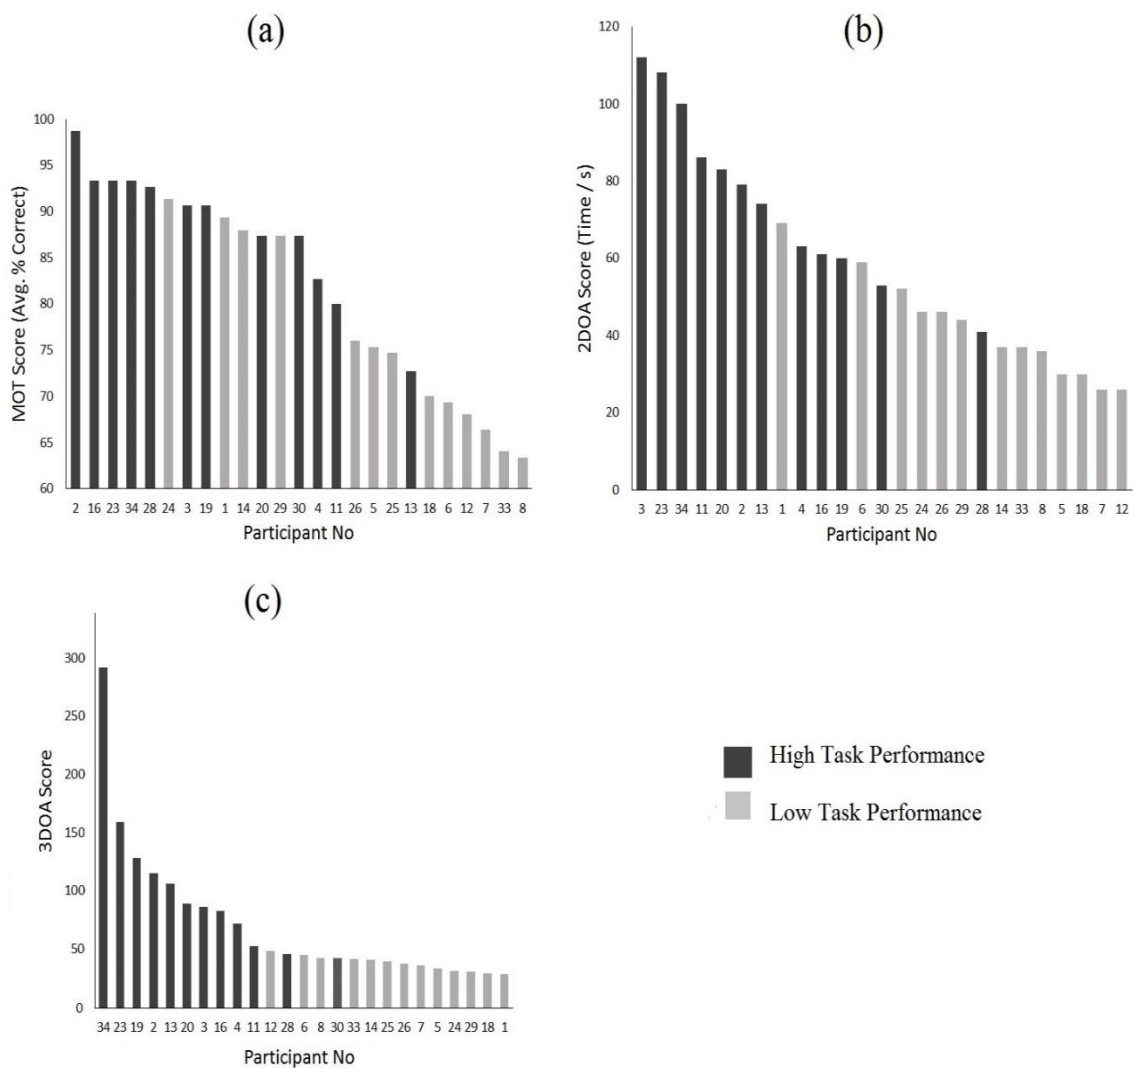 (a)
MOT Score (Avg. % Correct)
100
95
90
85
80
75
70
65
60
2 16 23 34 28 24 3 19 1 14 20 29 30 4 11 26 5 25 13 18 6 12 7 33 8
Participant No
(b)
2DOA Score (Time / s)
120
100
80
60
40
20
0
3 23 34 11 20 2 13 1 4 16 19 6 30 25 24 26 29 28 14 33 8 5 18 7 12
Participant No
(c)
3DOA Score
300
250
200
150
100
50
0
34 23 19 2 13 20 3 16 4 11 12 28 6 8 30 33 14 25 26 7 5 24 29 18 1
Participant No
High Task Performance
Low Task Performance